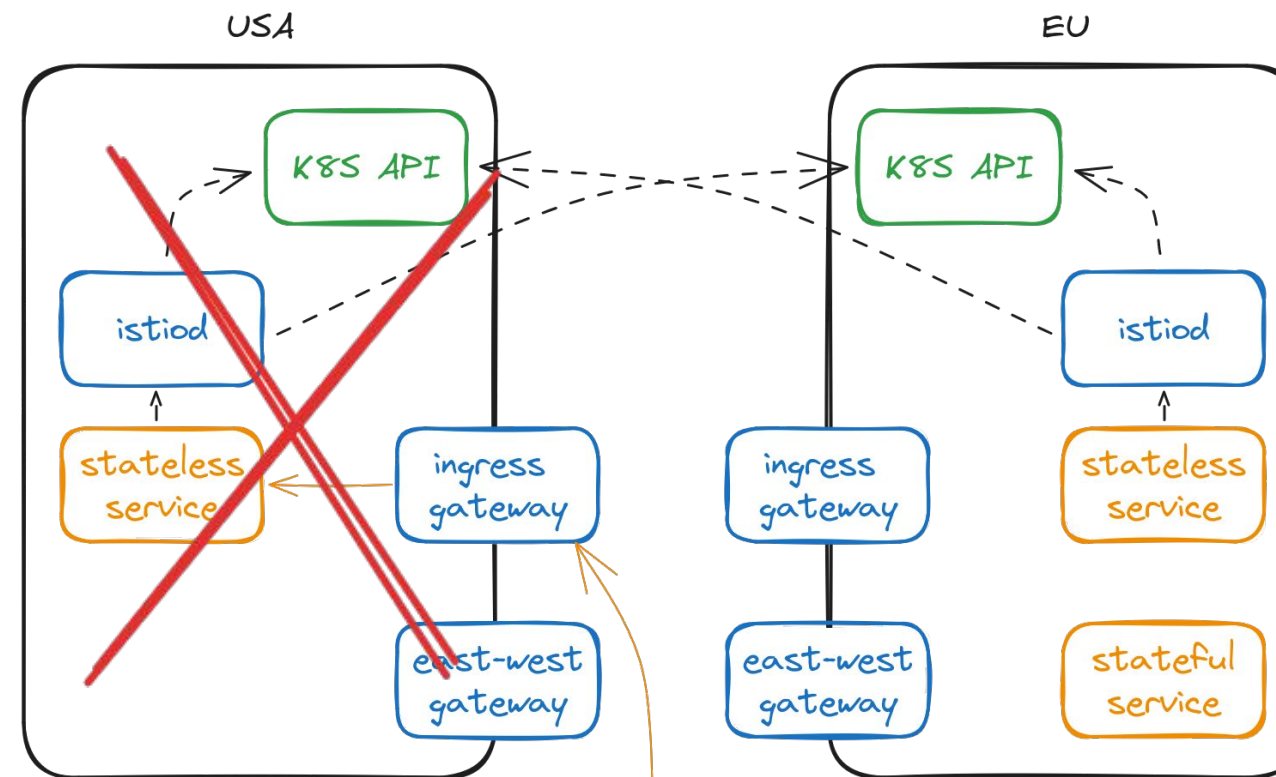 USA
EU
K8S API
K8S API
istiod
istiod
stateless
service
ingress
gateway
ingress
gateway
stateless
service
east-west
gateway
east-west
gateway
stateful
service